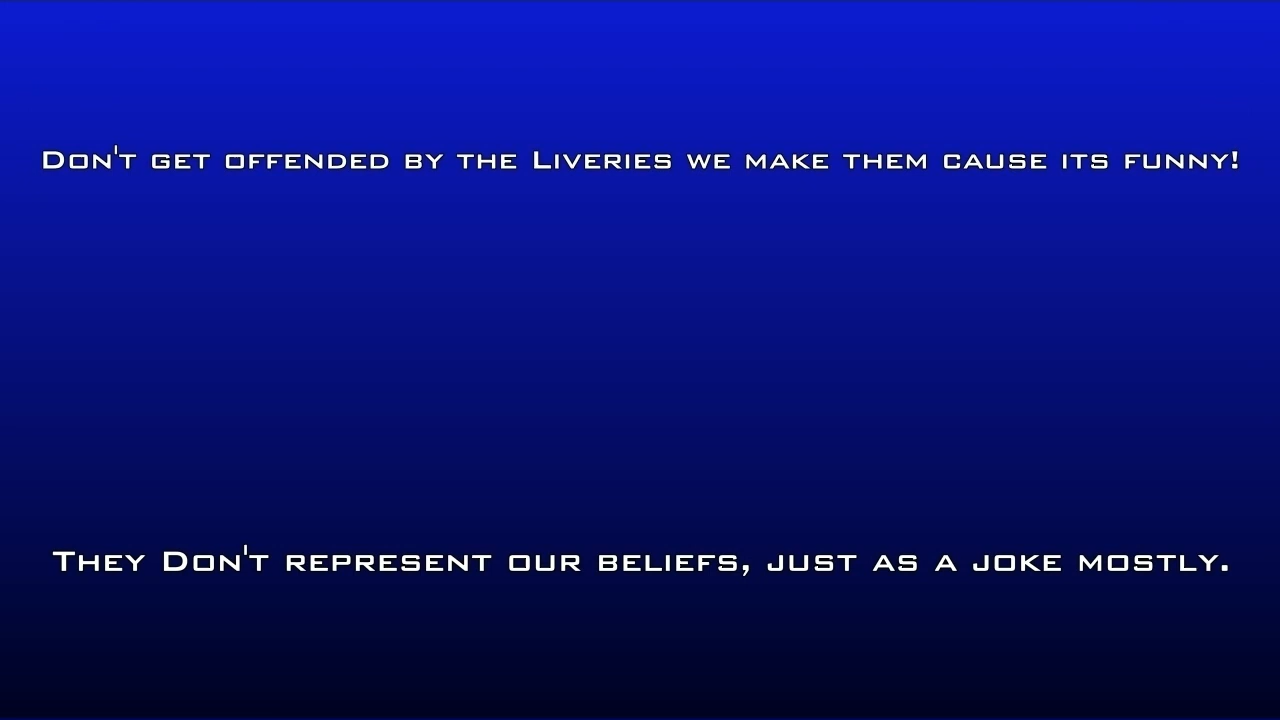 Don't get offended by the Liveries we make them cause its funny!
They Don't represent our beliefs, just as a joke mostly.